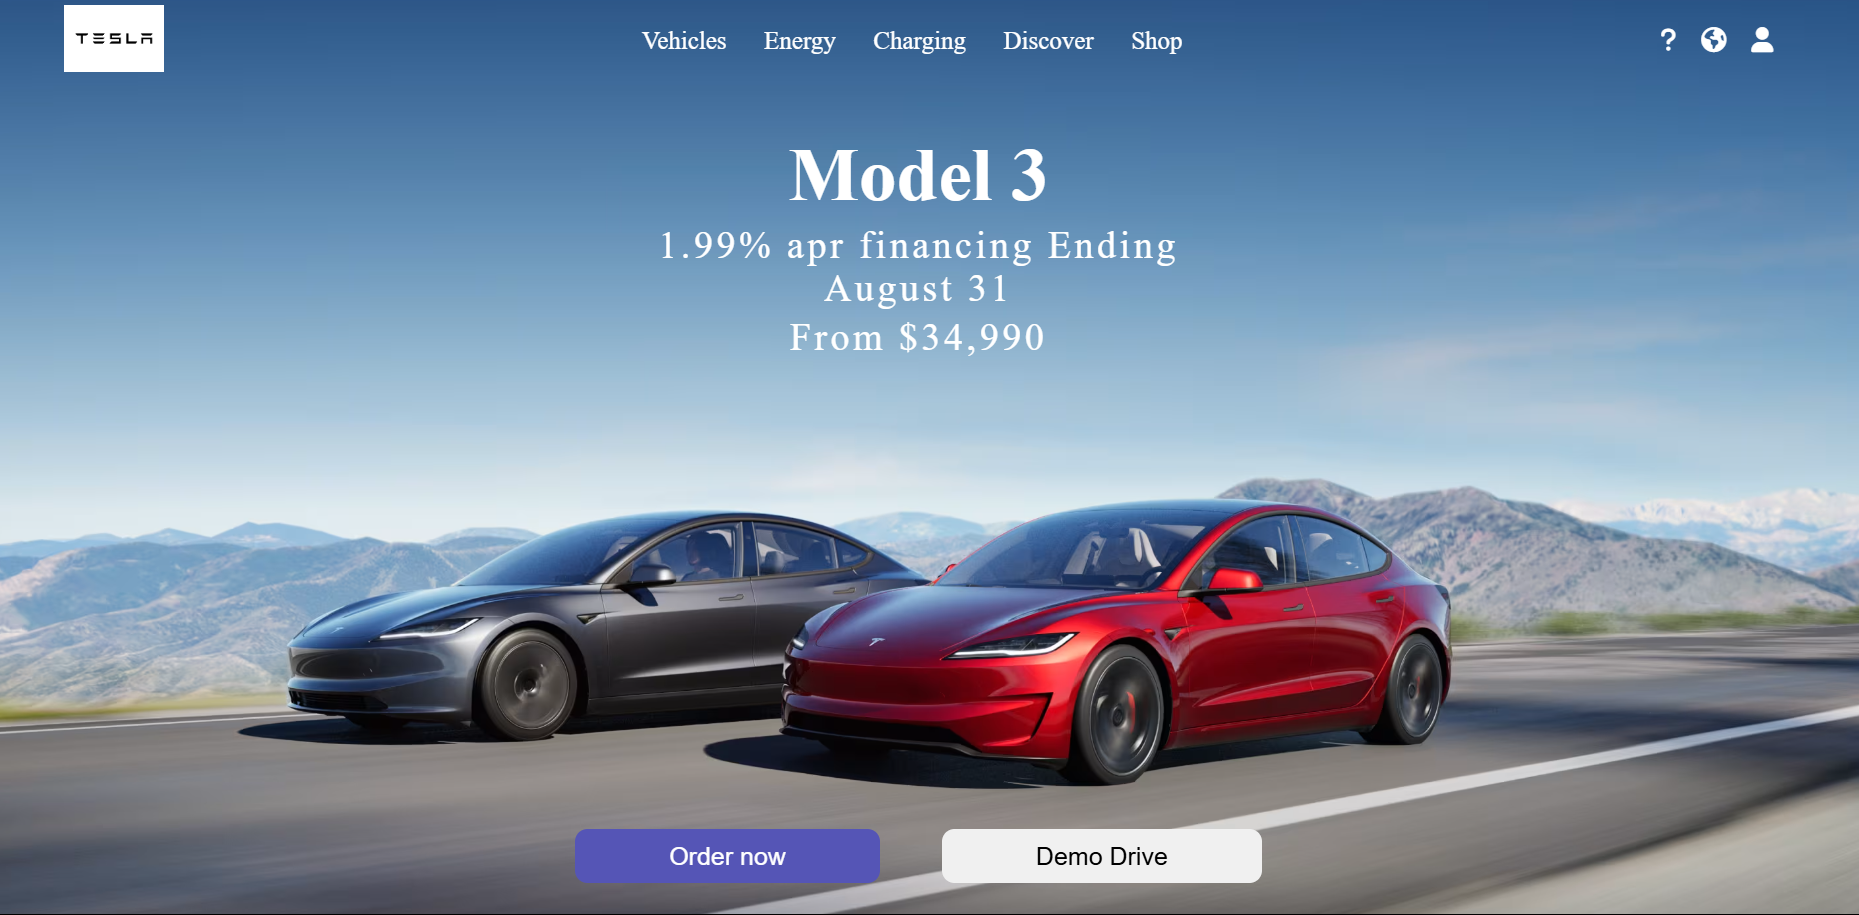 TESLA
Vehicles Energy Charging Discover Shop
?
Model 3
1.99% apr financing Ending
August 31
From $34,990
Order now
Demo Drive